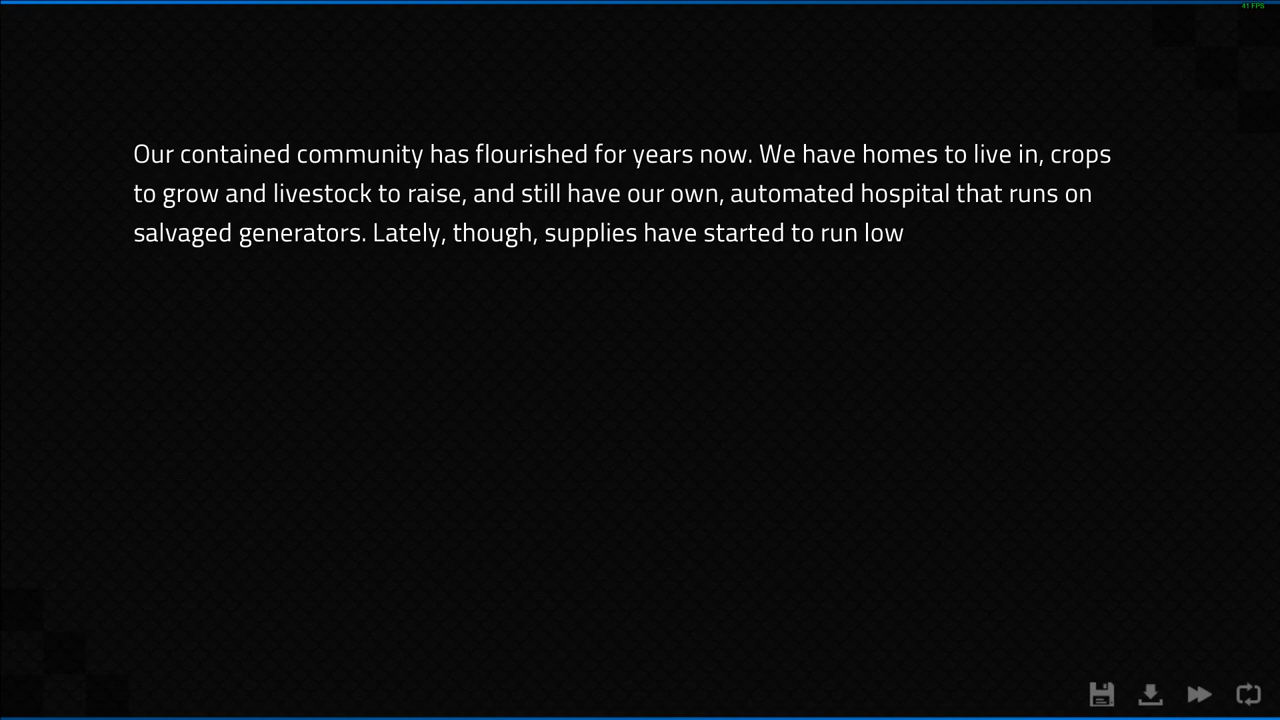 41 FPS
Our contained community has flourished for years now. We have homes to live in, crops
to grow and livestock to raise, and still have our own, automated hospital that runs on
salvaged generators. Lately, though, supplies have started to run low